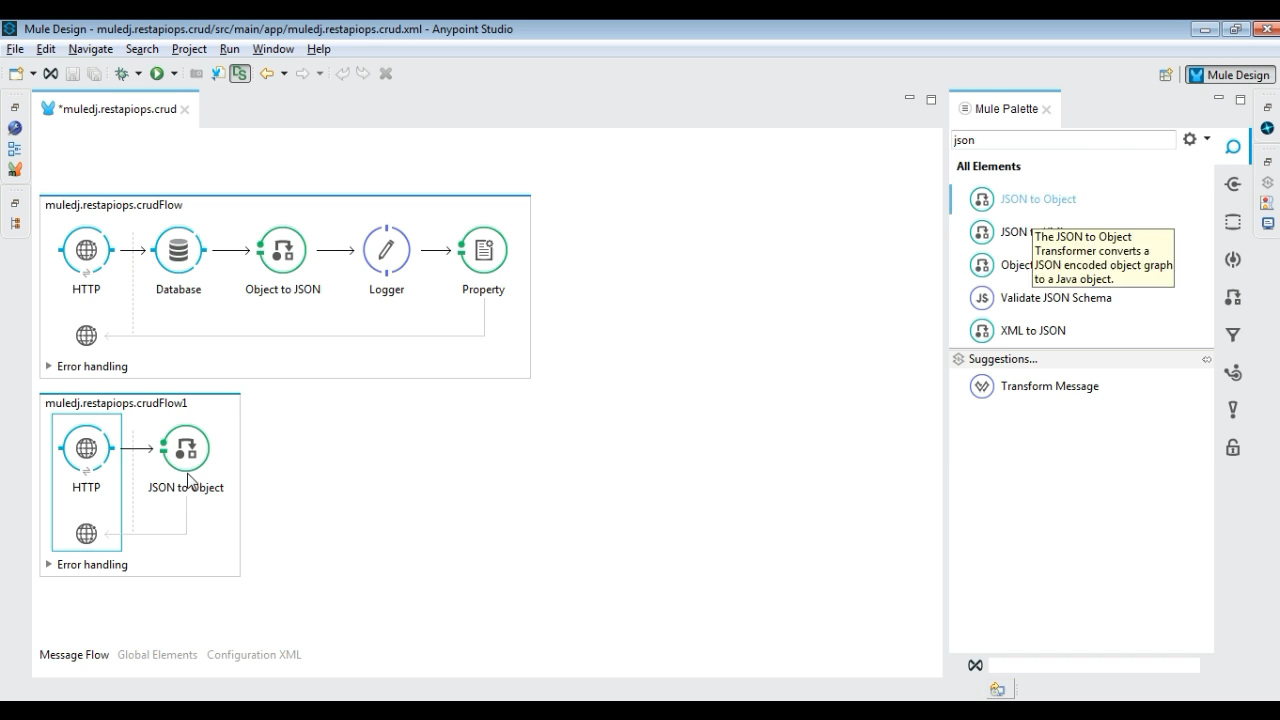 Mule Design - muledj.restapiops.crud/src/main/app/muledj.restapiops.crud.xml - Anypoint Studio
File Edit Navigate Search Project Run Window Help
Mule Design
*muledj.restapiops.crud
Mule Palette
json
All Elements
JSON to Object
JSON t
The JSON to Object
Transformer converts a
JSON encoded object graph
to a Java object.
Object
JS Validate JSON Schema
XML to JSON
Suggestions...
Transform Message
muledj.restapiops.crudFlow
HTTP Database Object to JSON Logger Property
Error handling
muledj.restapiops.crudFlow1
HTTP JSON to Object
Error handling
Message Flow Global Elements Configuration XML